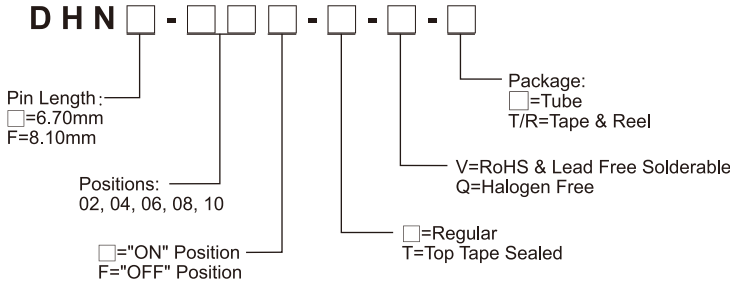 DHN□-□□□-□-□-□
Package:
□=Tube
T/R=Tape & Reel
Pin Length:
□=6.70mm
F=8.10mm
V=RoHS & Lead Free Solderable
Q=Halogen Free
Positions:
02, 04, 06, 08, 10
□=Regular
T=Top Tape Sealed
□="ON" Position
F="OFF" Position